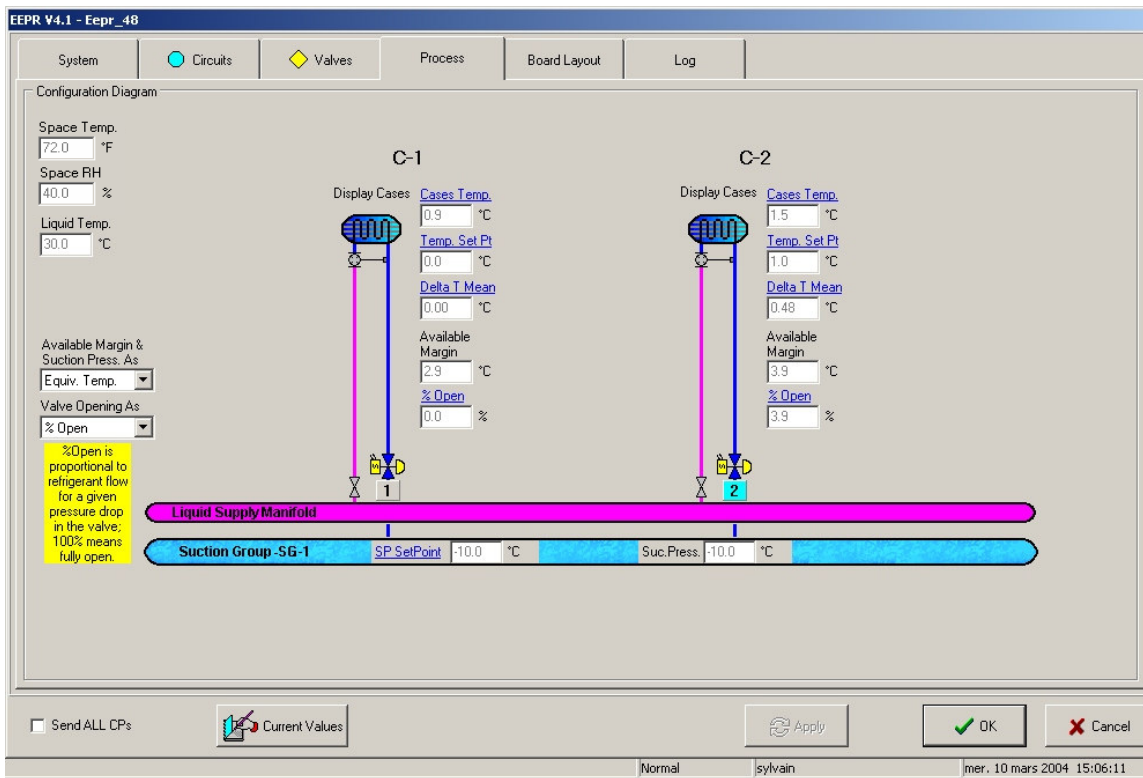 EEPR V4.1 - Eepr_48
System
Circuits
Valves
Process
Board Layout
Log
Configuration Diagram
Space Temp.
72.0 °F
Space RH
40.0 %
Liquid Temp.
30.0 °C
Available Margin &
Suction Press. As
Equiv. Temp.
Valve Opening As
% Open
%Open is
proportional to
refrigerant flow
for a given
pressure drop
in the valve;
100% means
fully open.
C-1
Display Cases
Cases Temp.
0.9 °C
Temp. Set Pt
0.0 °C
Delta T Mean
0.00 °C
Available
Margin
2.9 °C
% Open
0.0 %
1
C-2
Display Cases
Cases Temp.
1.5 °C
Temp. Set Pt
1.0 °C
Delta T Mean
0.48 °C
Available
Margin
3.9 °C
% Open
3.9 %
2
Liquid Supply Manifold
Suction Group -SG-1 SP SetPoint -10.0 °C Suc.Press. -10.0 °C
Send ALL CPs
Current Values
Apply
OK
Cancel
Normal sylvain mer. 10 mars 2004 15:06:11